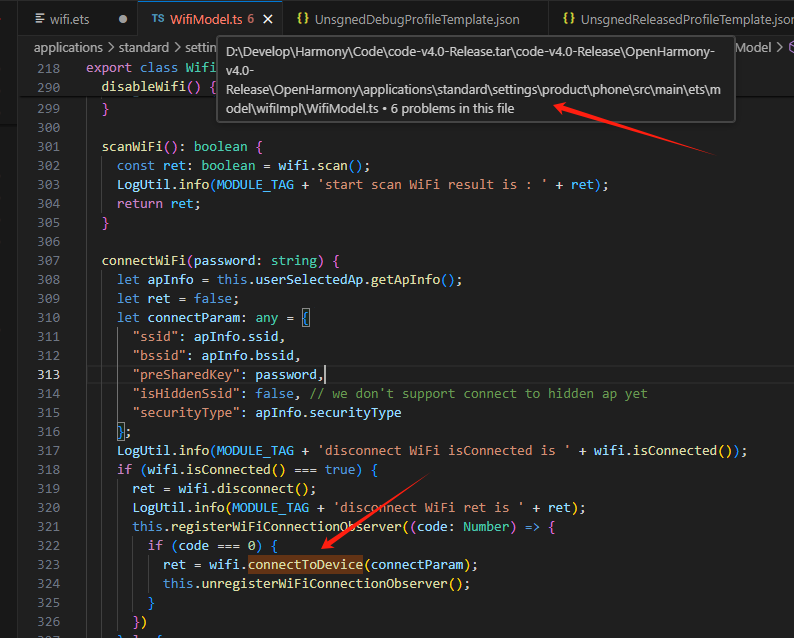 wifi.ets
TS WifiModel.ts 6
{} UnsgnedDebugProfileTemplate.json
{} UnsgnedReleasedProfileTemplate.json
applications > standard > settin
Model >
D:\Develop\Harmony\Code\code-v4.0-Release.tar\code-v4.0-Release\OpenHarmony-
v4.0-
Release\OpenHarmony\applications\standard\settings\product\phone\src\main\ets\m
odel\wifiImpl\WifiModel.ts • 6 problems in this file
218 export class Wifi
290 disableWifi() {
299 }
300
301 scanWiFi(): boolean {
302 const ret: boolean = wifi.scan();
303 LogUtil.info(MODULE_TAG + 'start scan WiFi result is : ' + ret);
304 return ret;
305 }
306
307 connectWiFi(password: string) {
308 let apInfo = this.userSelectedAp.getApInfo();
309 let ret = false;
310 let connectParam: any = {
311 "ssid": apInfo.ssid,
312 "bssid": apInfo.bssid,
313 "preSharedKey": password,
314 "isHiddenSsid": false, // we don't support connect to hidden ap yet
315 "securityType": apInfo.securityType
316 };
317 LogUtil.info(MODULE_TAG + 'disconnect WiFi isConnected is ' + wifi.isConnected());
318 if (wifi.isConnected() === true) {
319 ret = wifi.disconnect();
320 LogUtil.info(MODULE_TAG + 'disconnect WiFi ret is ' + ret);
321 this.registerWiFiConnectionObserver((code: Number) => {
322 if (code === 0) {
323 ret = wifi.connectToDevice(connectParam);
324 this.unregisterWiFiConnectionObserver();
325 }
326 })